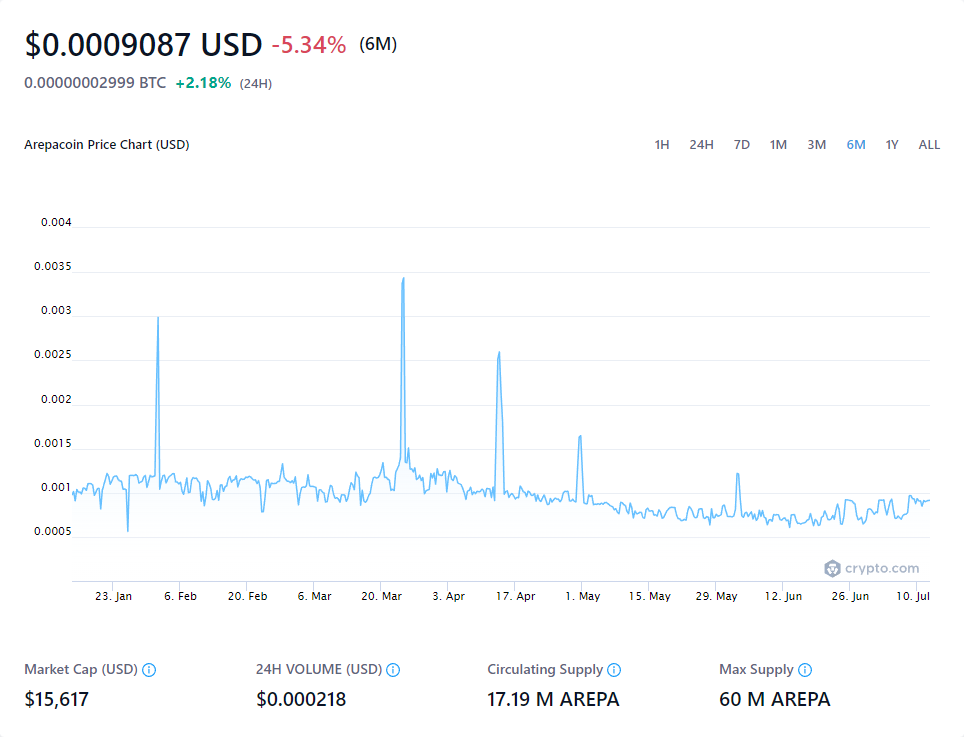 $0.0009087 USD -5.34% (6M)
0.00000002999 BTC +2.18% (24H)
Arepacoin Price Chart (USD) 1H 24H 7D 1M 3M 6M 1Y ALL
0.004
0.0035
0.003
0.0025
0.002
0.0015
0.001
0.0005
crypto.com
23. Jan 6. Feb 20. Feb 6. Mar 20. Mar 3. Apr 17. Apr 1. May 15. May 29. May 12. Jun 26. Jun 10. Jul
Market Cap (USD) 24H VOLUME (USD) Circulating Supply Max Supply
$15,617 $0.000218 17.19 M AREPA 60 M AREPA